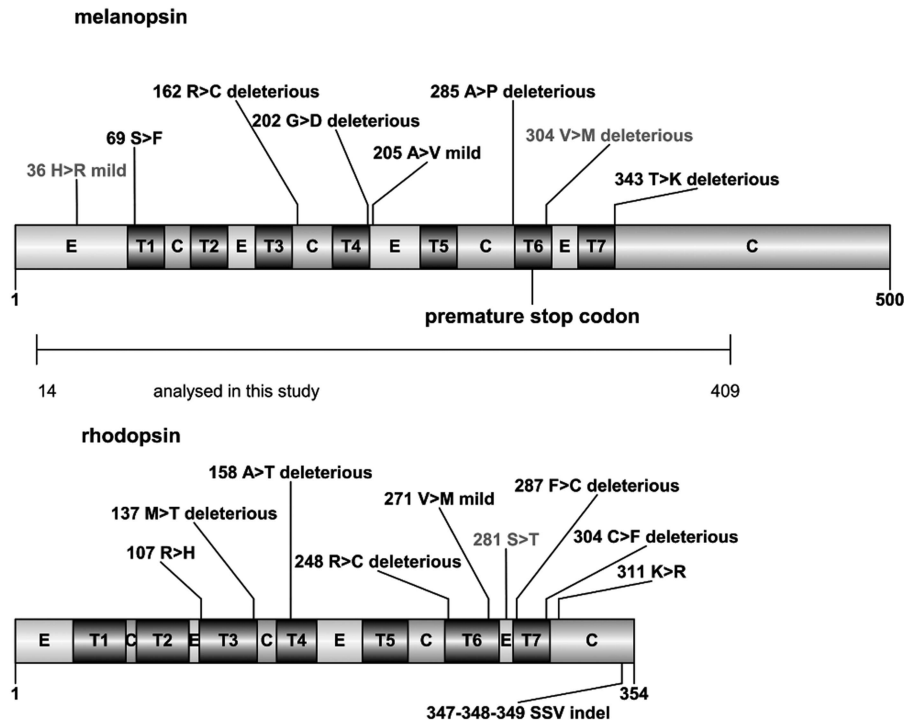 melanopsin
162 R>C deleterious
285 A>P deleterious
202 G>D deleterious
69 S>F
304 V>M deleterious
205 A>V mild
36 H>R mild
343 T>K deleterious
E T1 C T2 E T3 C T4 E T5 C T6 E T7 C
1
500
premature stop codon
14
analysed in this study
409
rhodopsin
158 A>T deleterious
287 F>C deleterious
271 V>M mild
137 M>T deleterious
281 S>T
304 C>F deleterious
107 R>H
248 R>C deleterious
311 K>R
E T1 C T2 E T3 C T4 E T5 C T6 E T7 C
1
354
347-348-349 SSV indel